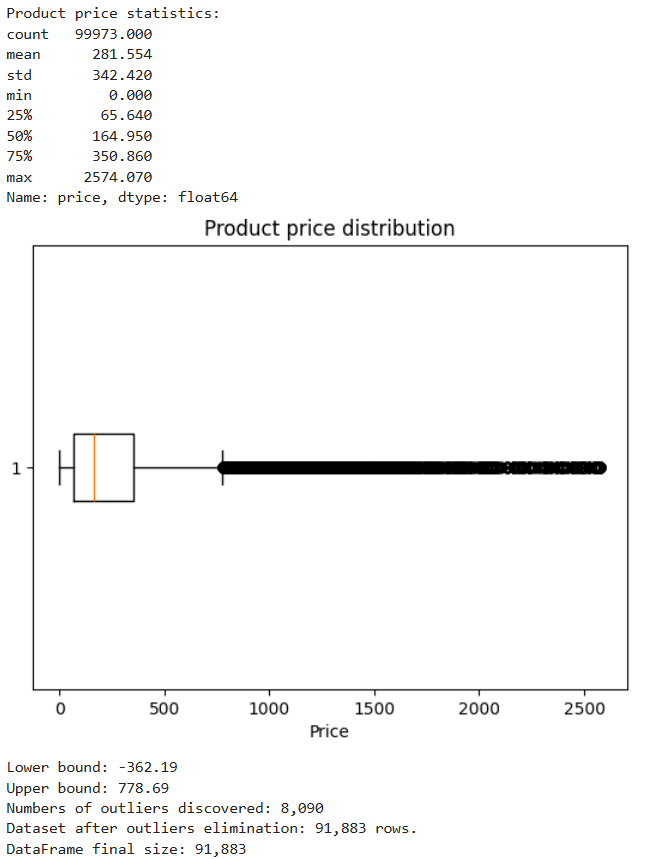 Product price statistics:
count 99973.000
mean 281.554
std 342.420
min 0.000
25% 65.640
50% 164.950
75% 350.860
max 2574.070
Name: price, dtype: float64
Product price distribution
1
0 500 1000 1500 2000 2500
Price
Lower bound: -362.19
Upper bound: 778.69
Numbers of outliers discovered: 8,090
Dataset after outliers elimination: 91,883 rows.
DataFrame final size: 91,883